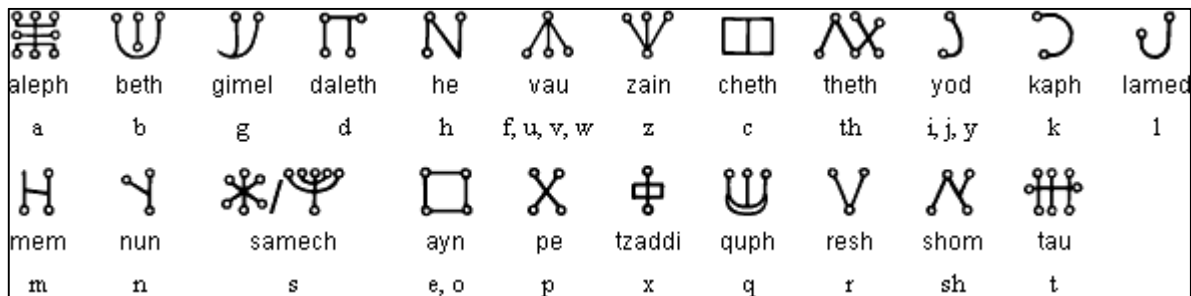 aleph beth gimel daleth he vau zain cheth theth yod kaph lamed
a b g d h f, u, v, w z c th i, j, y k l
mem nun samech ayn pe tzaddi quph resh shom tau
m n s e, o p x q r sh t